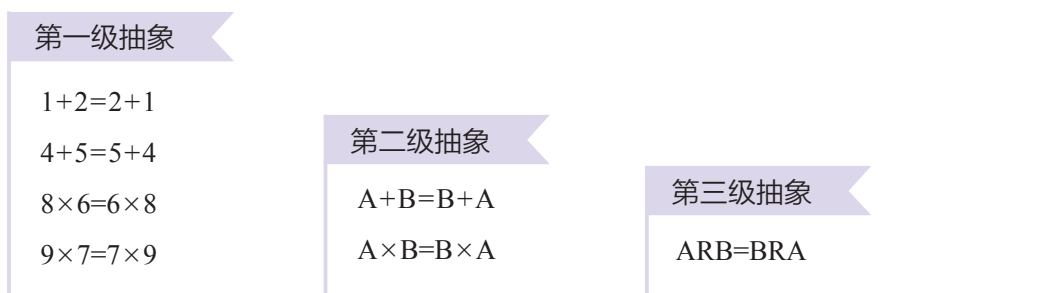 第一级抽象
1+2=2+1
4+5=5+4
8×6=6×8
9×7=7×9
第二级抽象
A+B=B+A
A×B=B×A
第三级抽象
ARB=BRA